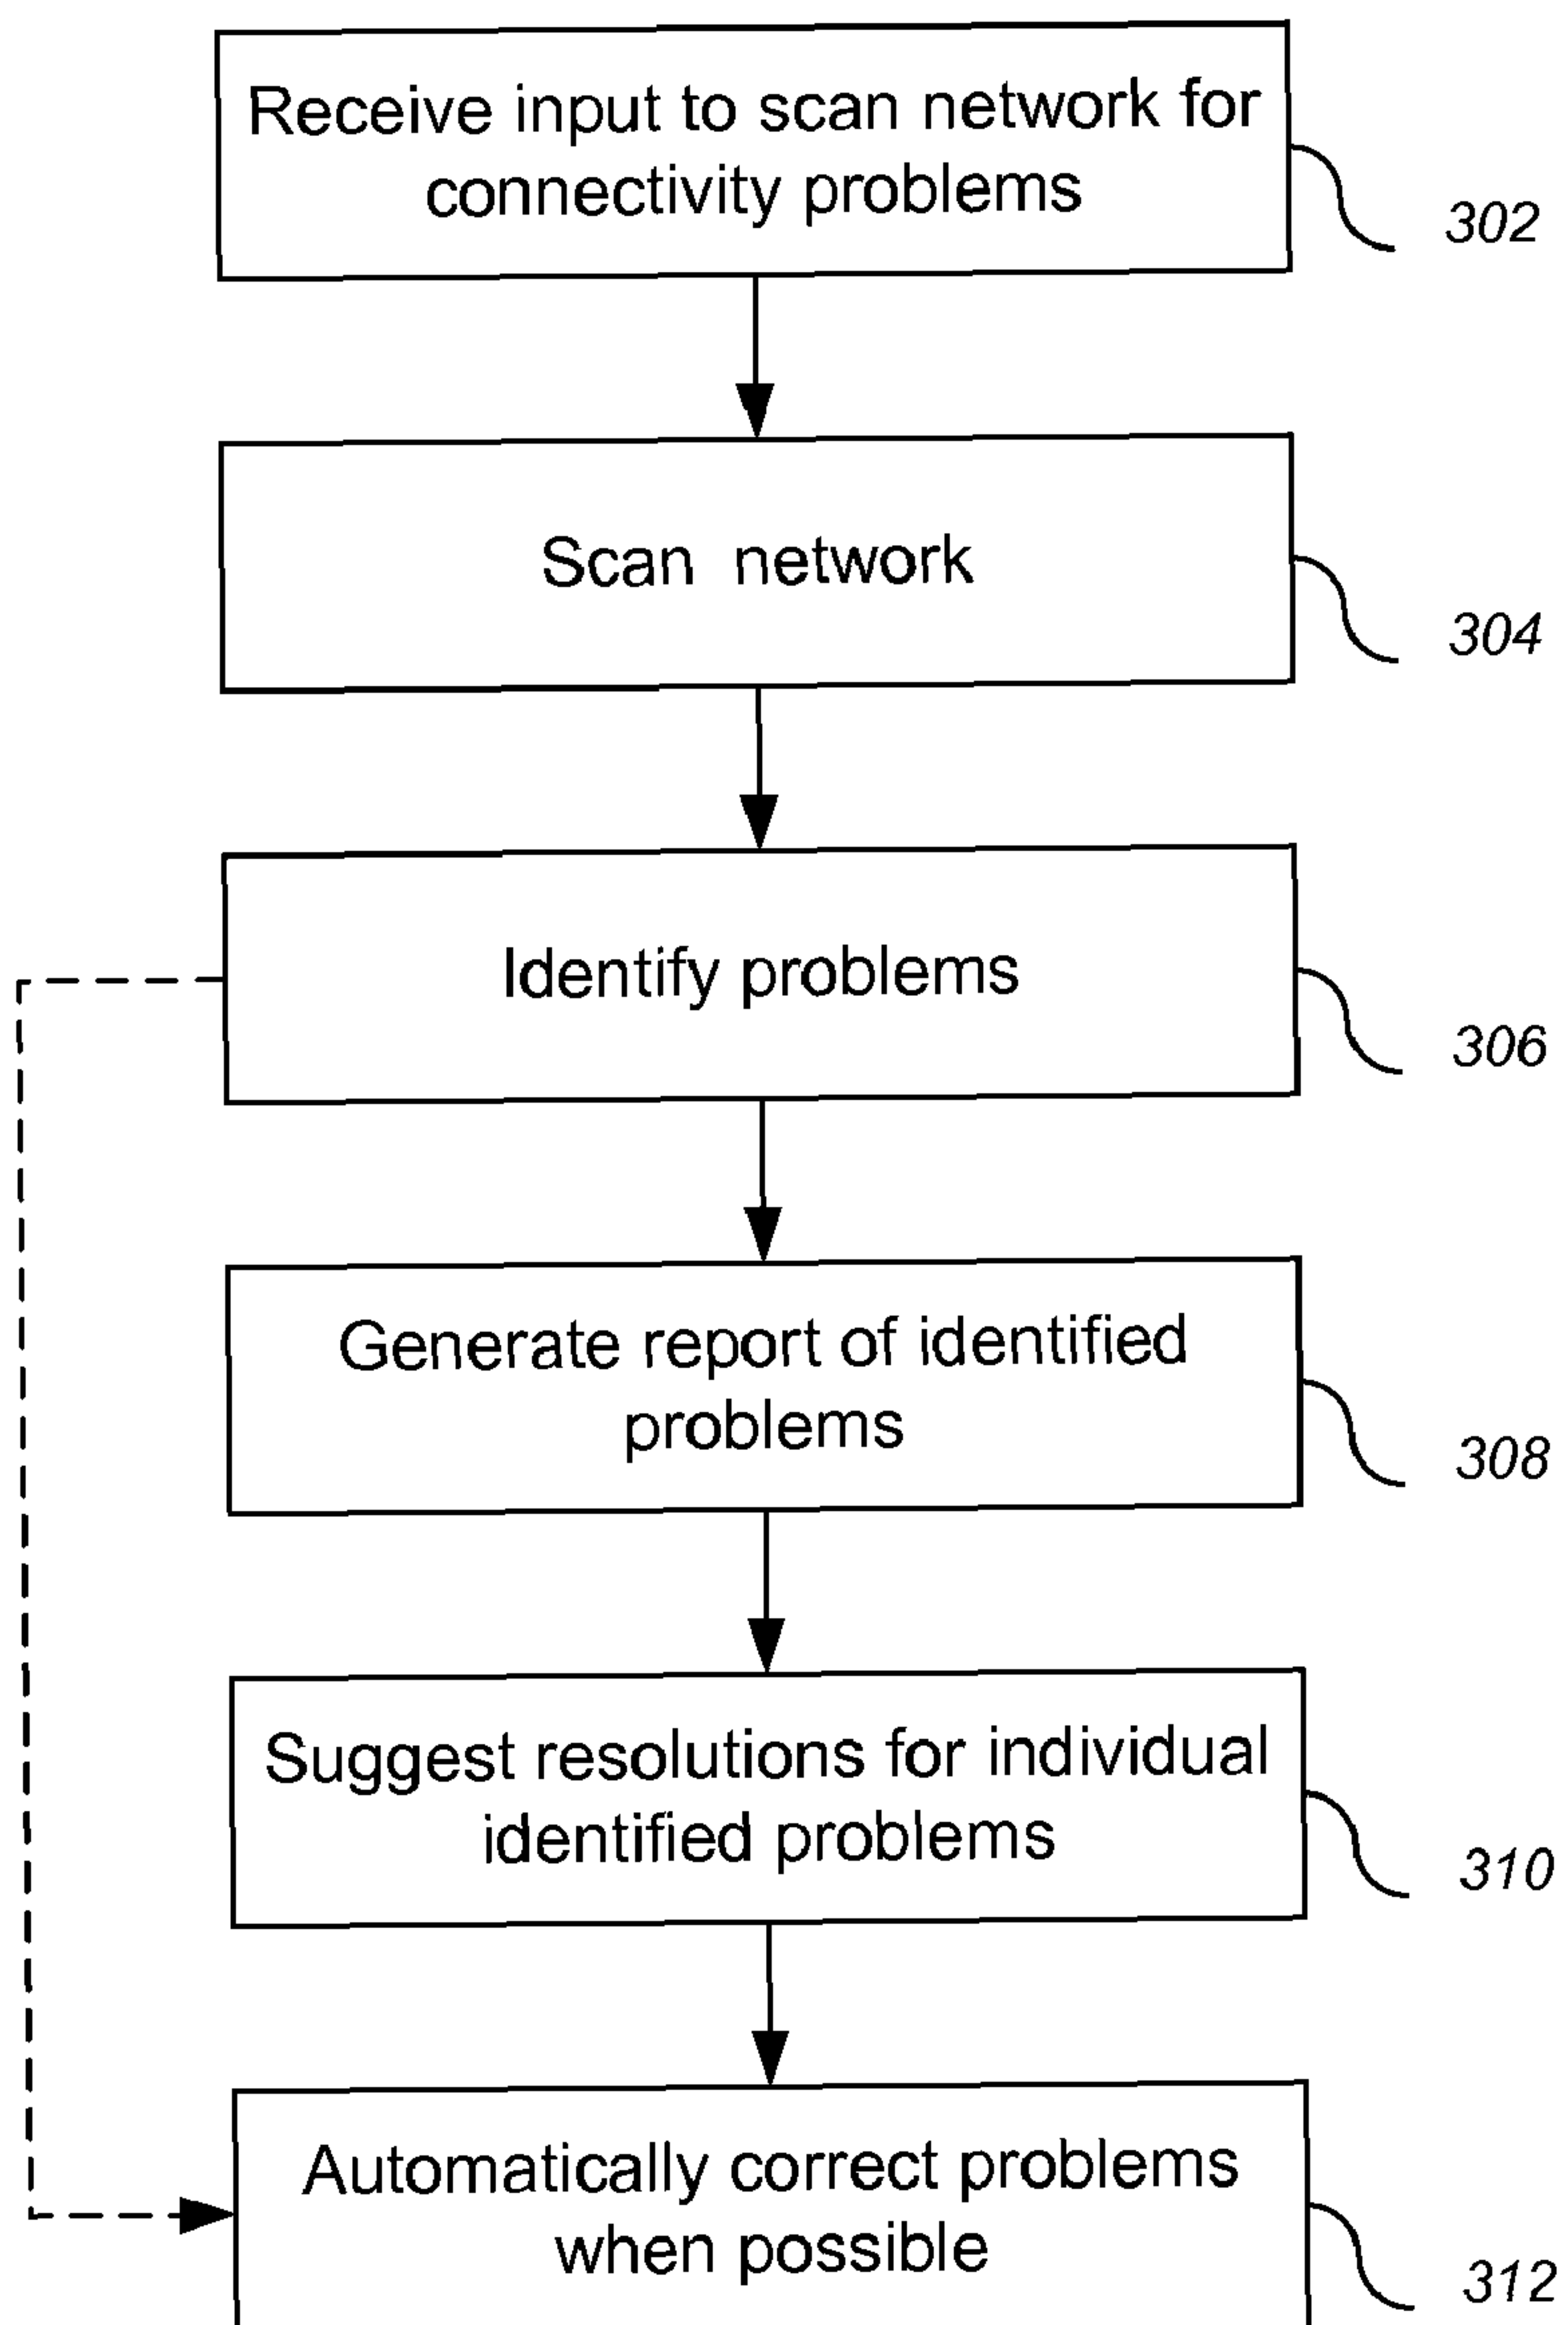 Receive input to scan network for
connectivity problems
302
Scan network
304
Identify problems
306
Generate report of identified
problems
308
Suggest resolutions for individual
identified problems
310
Automatically correct problems
when possible
312